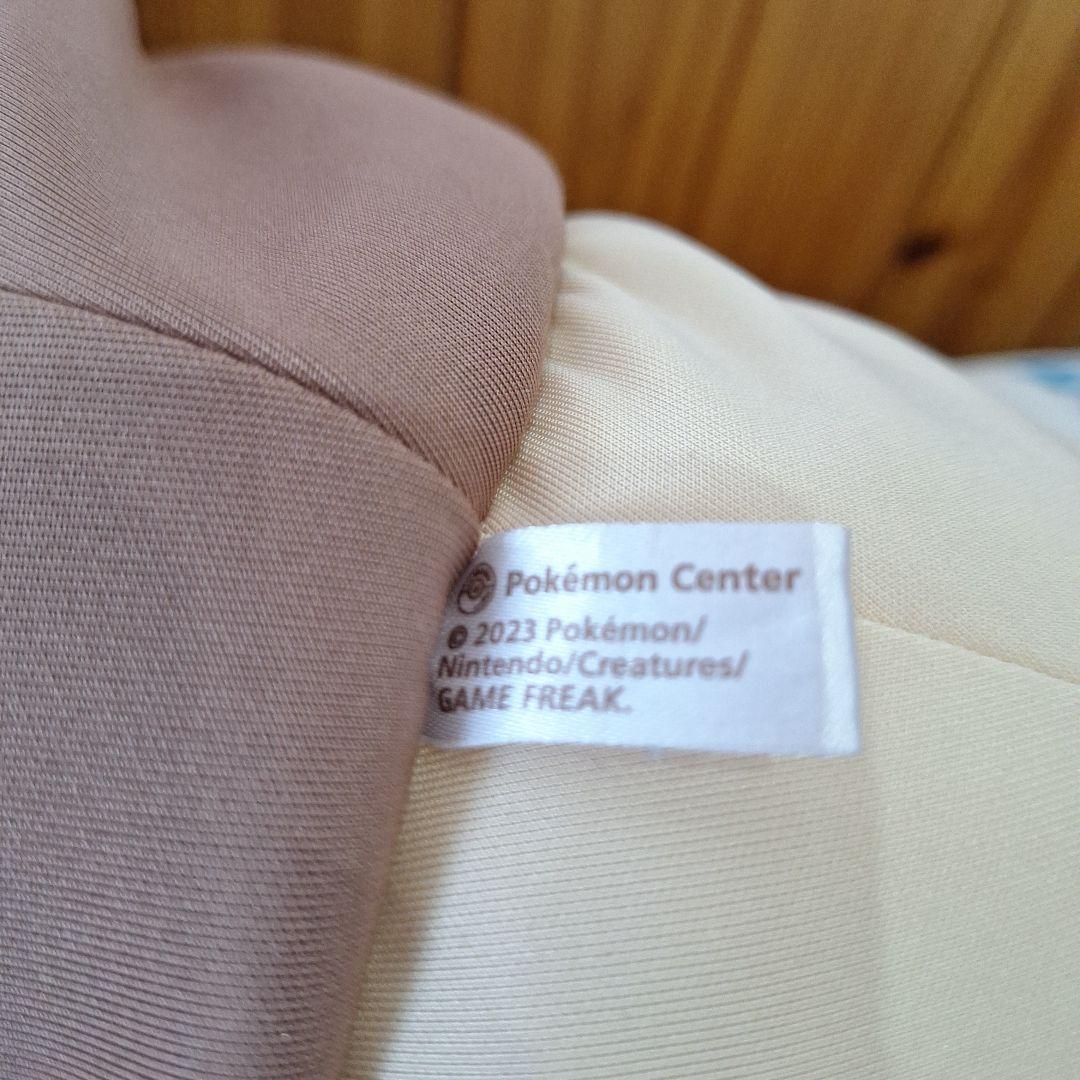 Pokémon Center
© 2023 Pokémon/
Nintendo/Creatures/
GAME FREAK.